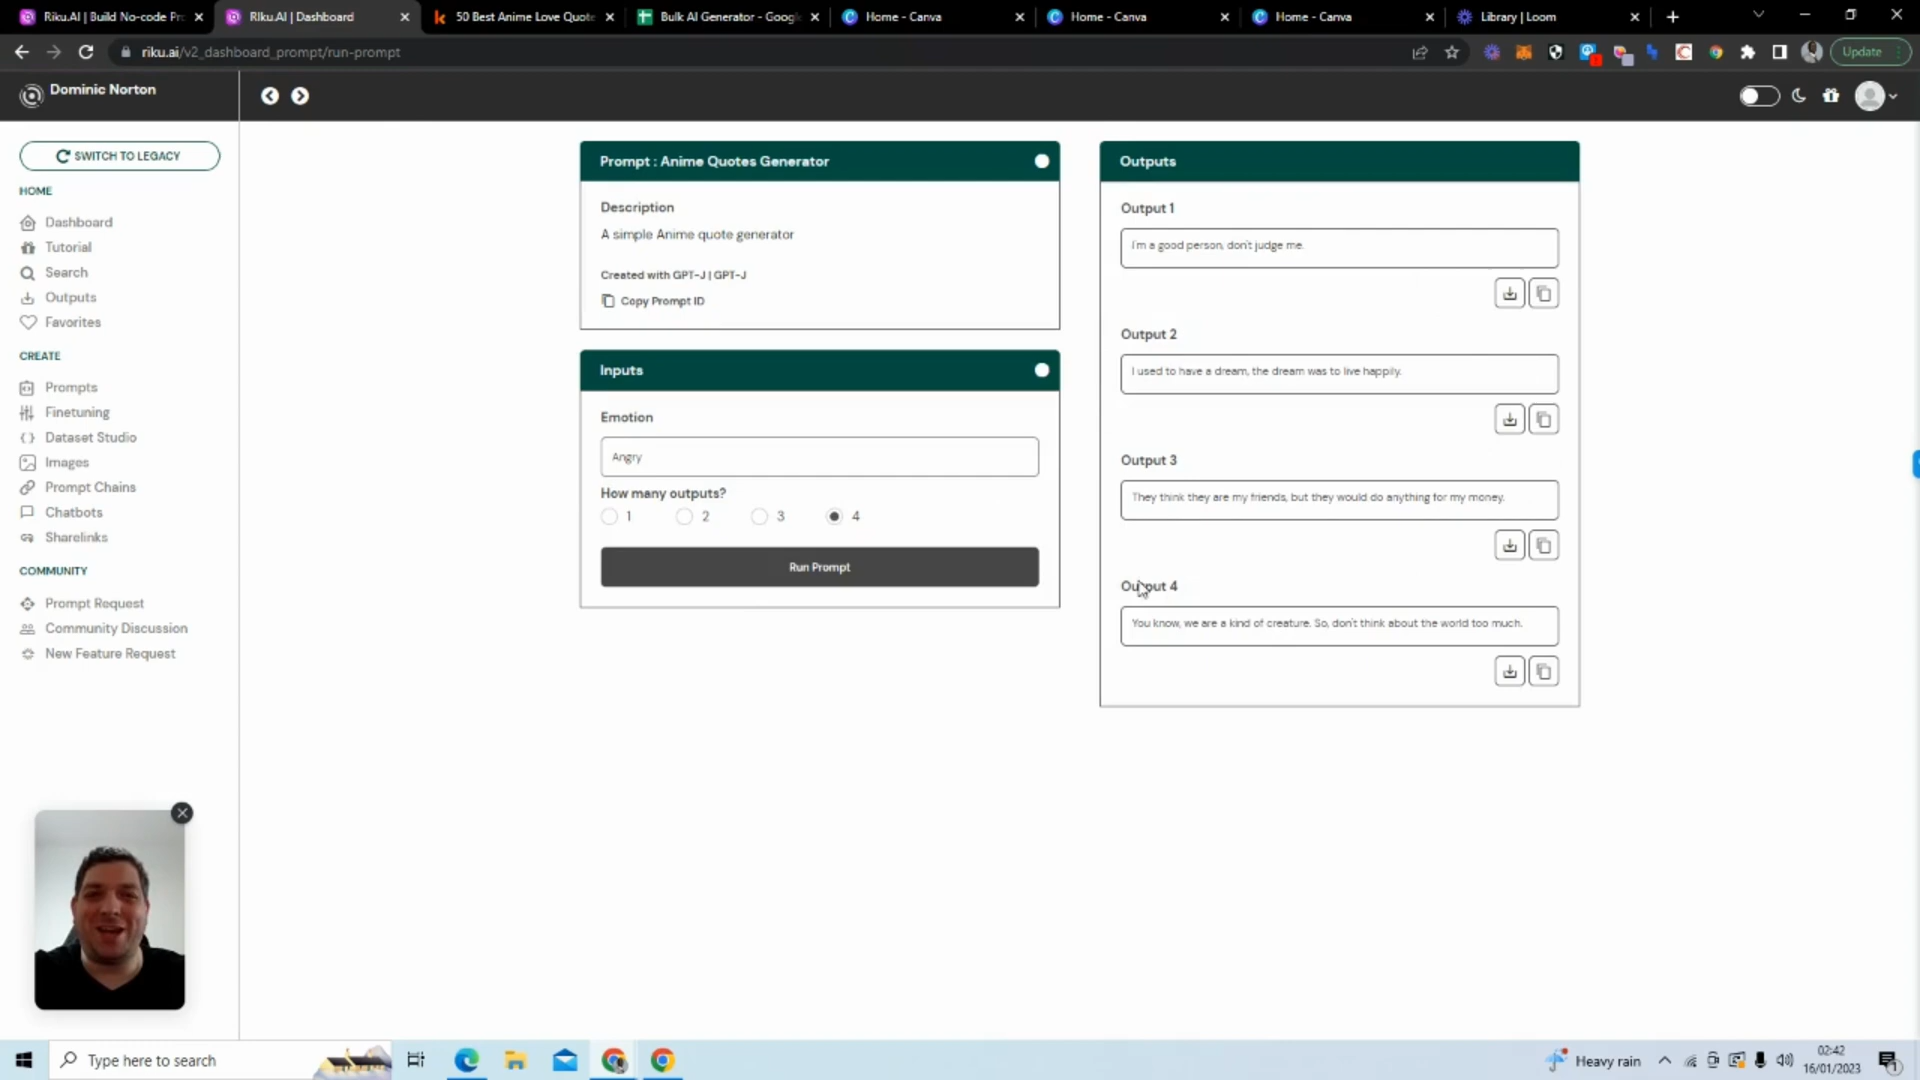 Riku.AI | Build No-code Pr
RIku.AI | Dashboard
50 Best Anime Love Quote
Bulk AI Generator - Googl
Home - Canva
Home - Canva
Home - Canva
Library | Loom
riku.ai/v2_dashboard_prompt/run-prompt
Update
Dominic Norton
SWITCH TO LEGACY
HOME
Dashboard
Tutorial
Search
Outputs
Favorites
CREATE
Prompts
Finetuning
Dataset Studio
Images
Prompt Chains
Chatbots
Sharelinks
COMMUNITY
Prompt Request
Community Discussion
New Feature Request
Prompt : Anime Quotes Generator
Description
A simple Anime quote generator
Created with GPT-J | GPT-J
Copy Prompt ID
Inputs
Emotion
Angry
How many outputs?
1 2 3 4
Run Prompt
Outputs
Output 1
I'm a good person, don't judge me.
Output 2
I used to have a dream, the dream was to live happily.
Output 3
They think they are my friends, but they would do anything for my money.
Output 4
You know, we are a kind of creature. So, don't think about the world too much.
Type here to search
Heavy rain
02:42
16/01/2023
1